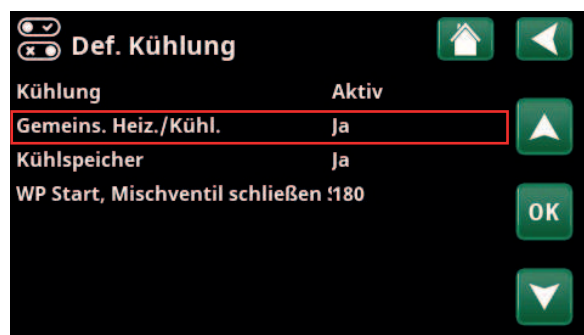 Def. Kühlung
Kühlung Aktiv
Gemeins. Heiz./Kühl. Ja
Kühlspeicher Ja
WP Start, Mischventil schließen 180
OK